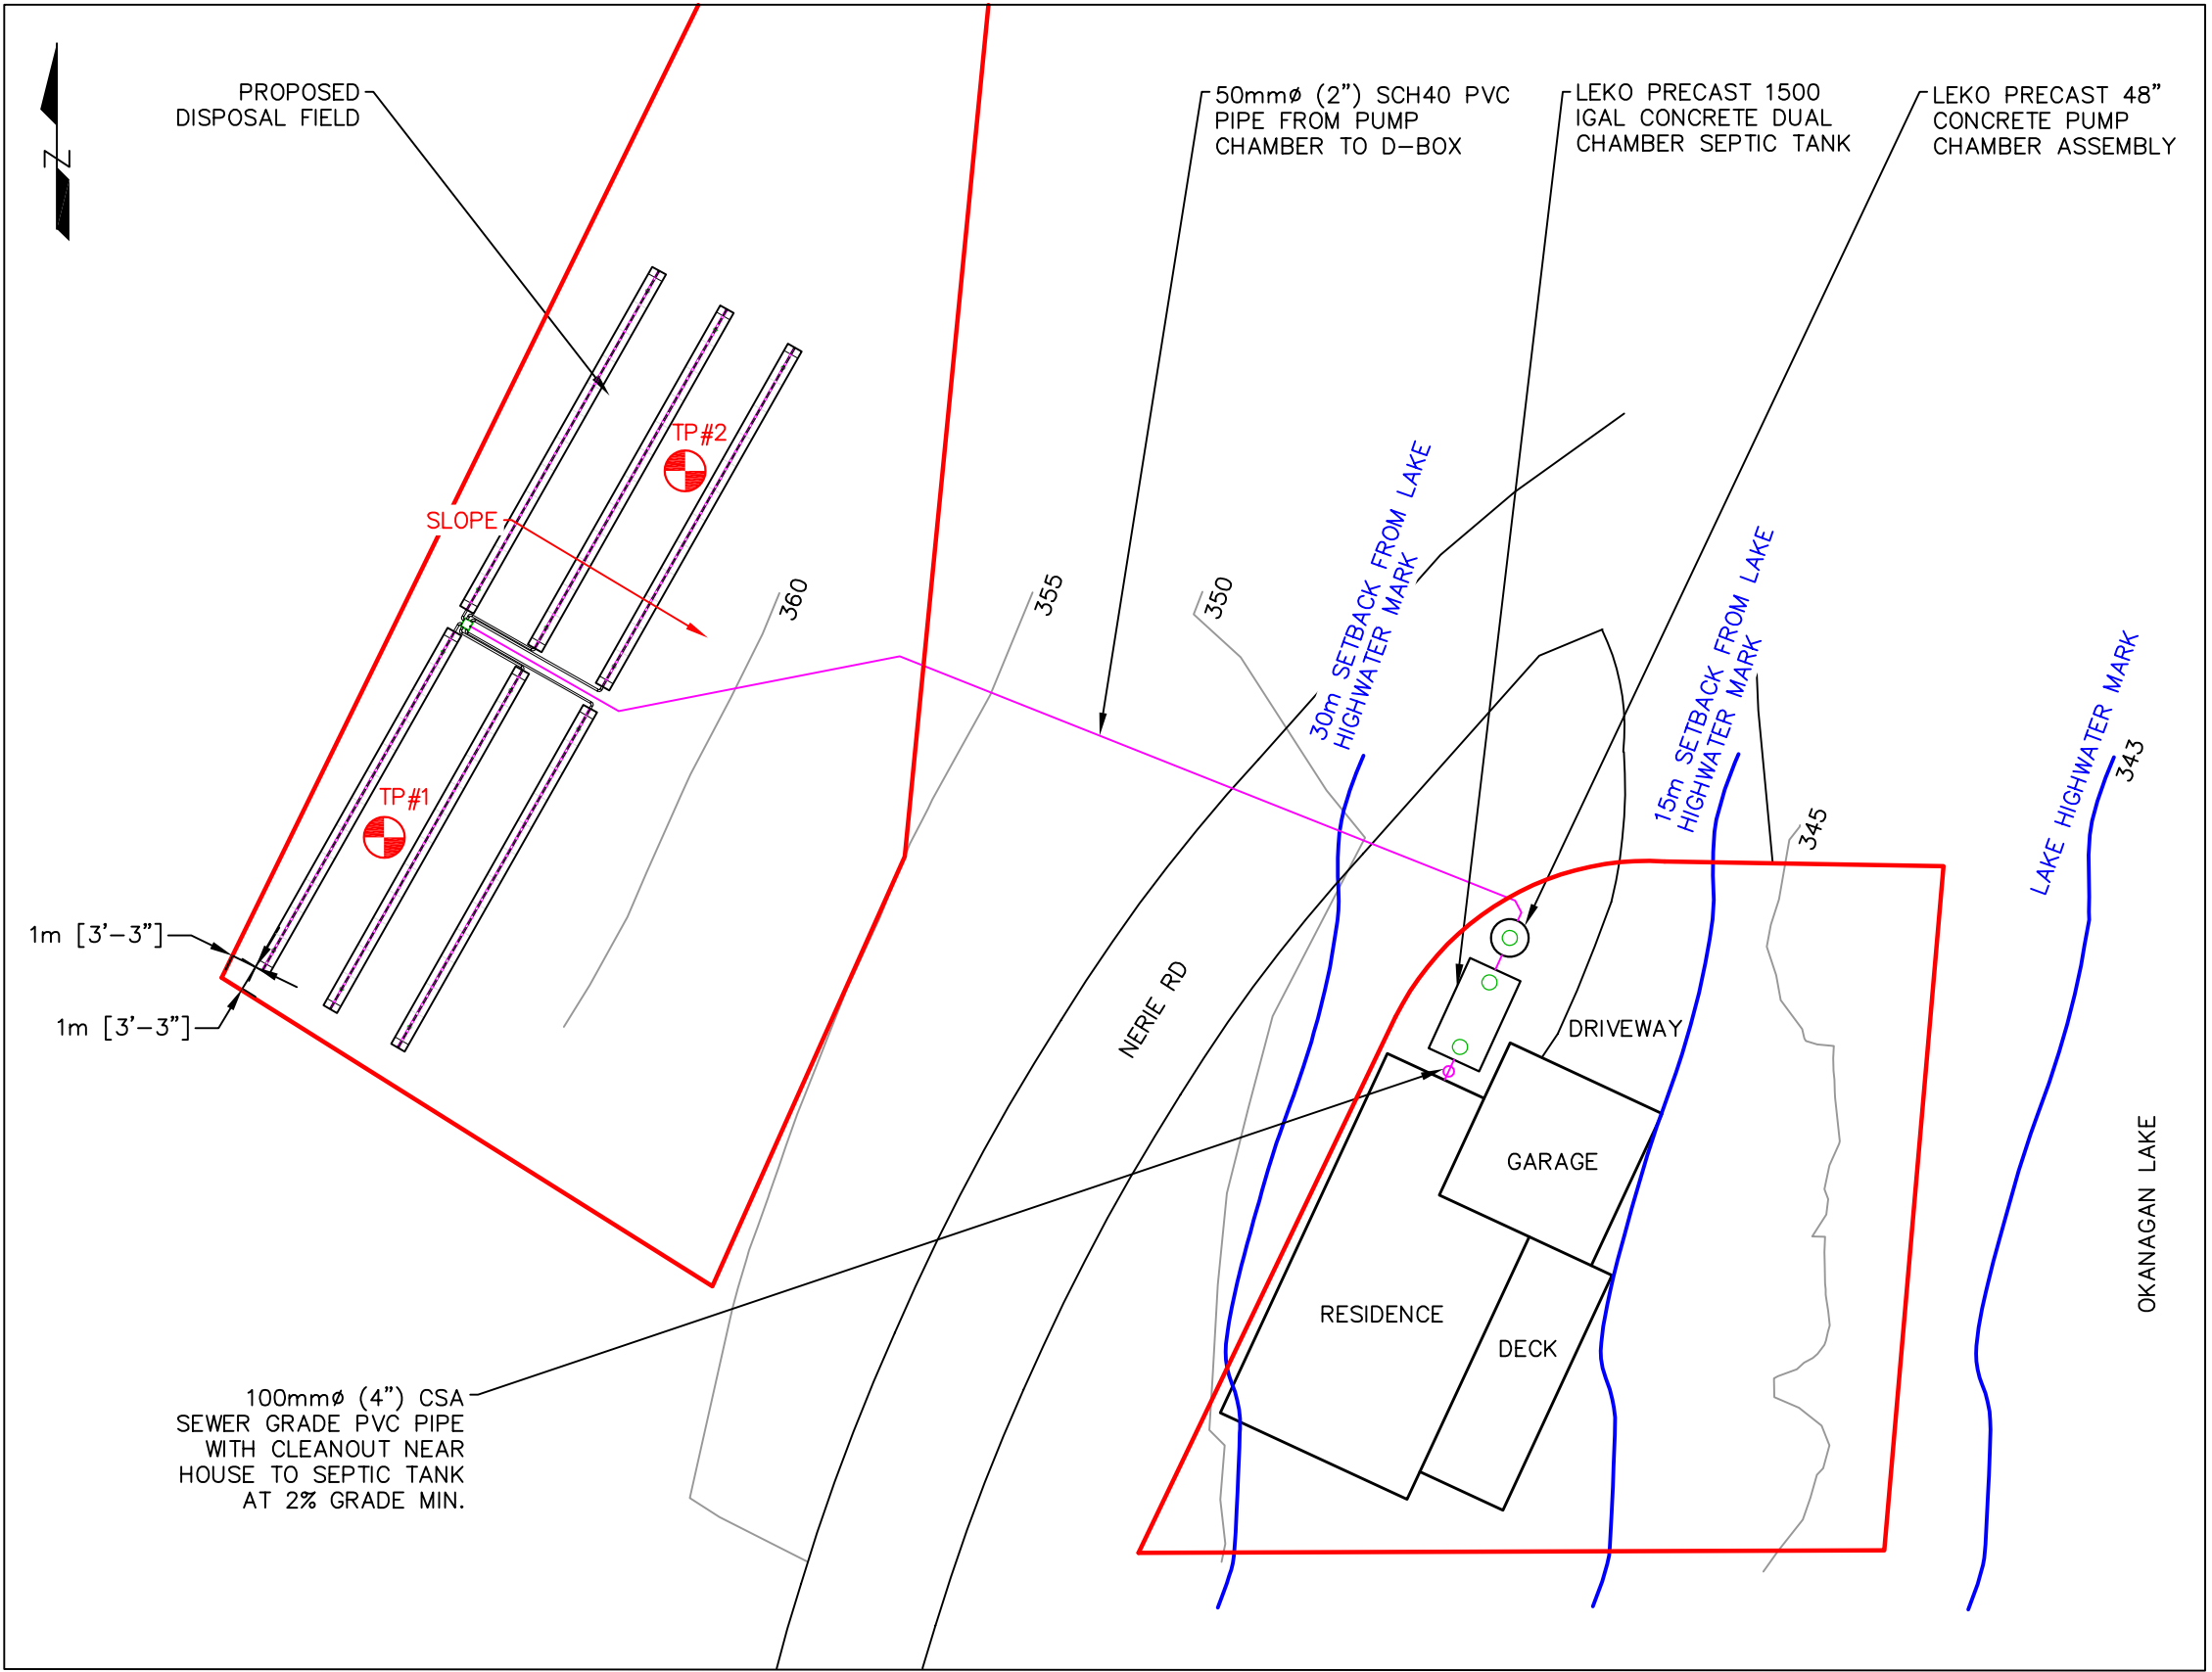 PROPOSED
DISPOSAL FIELD
50mmø (2") SCH40 PVC
PIPE FROM PUMP
CHAMBER TO D-BOX
LEKO PRECAST 1500
IGAL CONCRETE DUAL
CHAMBER SEPTIC TANK
LEKO PRECAST 48"
CONCRETE PUMP
CHAMBER ASSEMBLY
N
TP#2
SLOPE
360
355
350
30m SETBACK FROM LAKE
HIGHWATER MARK
15m SETBACK FROM LAKE
HIGHWATER MARK
LAKE HIGHWATER MARK
343
345
TP#1
1m [3'-3"]
1m [3'-3"]
NERIE RD
DRIVEWAY
GARAGE
RESIDENCE
DECK
OKANAGAN LAKE
100mmø (4") CSA
SEWER GRADE PVC PIPE
WITH CLEANOUT NEAR
HOUSE TO SEPTIC TANK
AT 2% GRADE MIN.